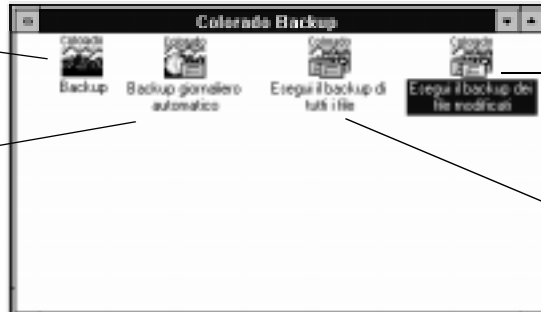 Colorado Backup
Colorado
Colorado
Colorado
Colorado
Backup
Backup giornaliero
automatico
Esegui il backup di
tutti i file
Esegui il backup dei
file modificati